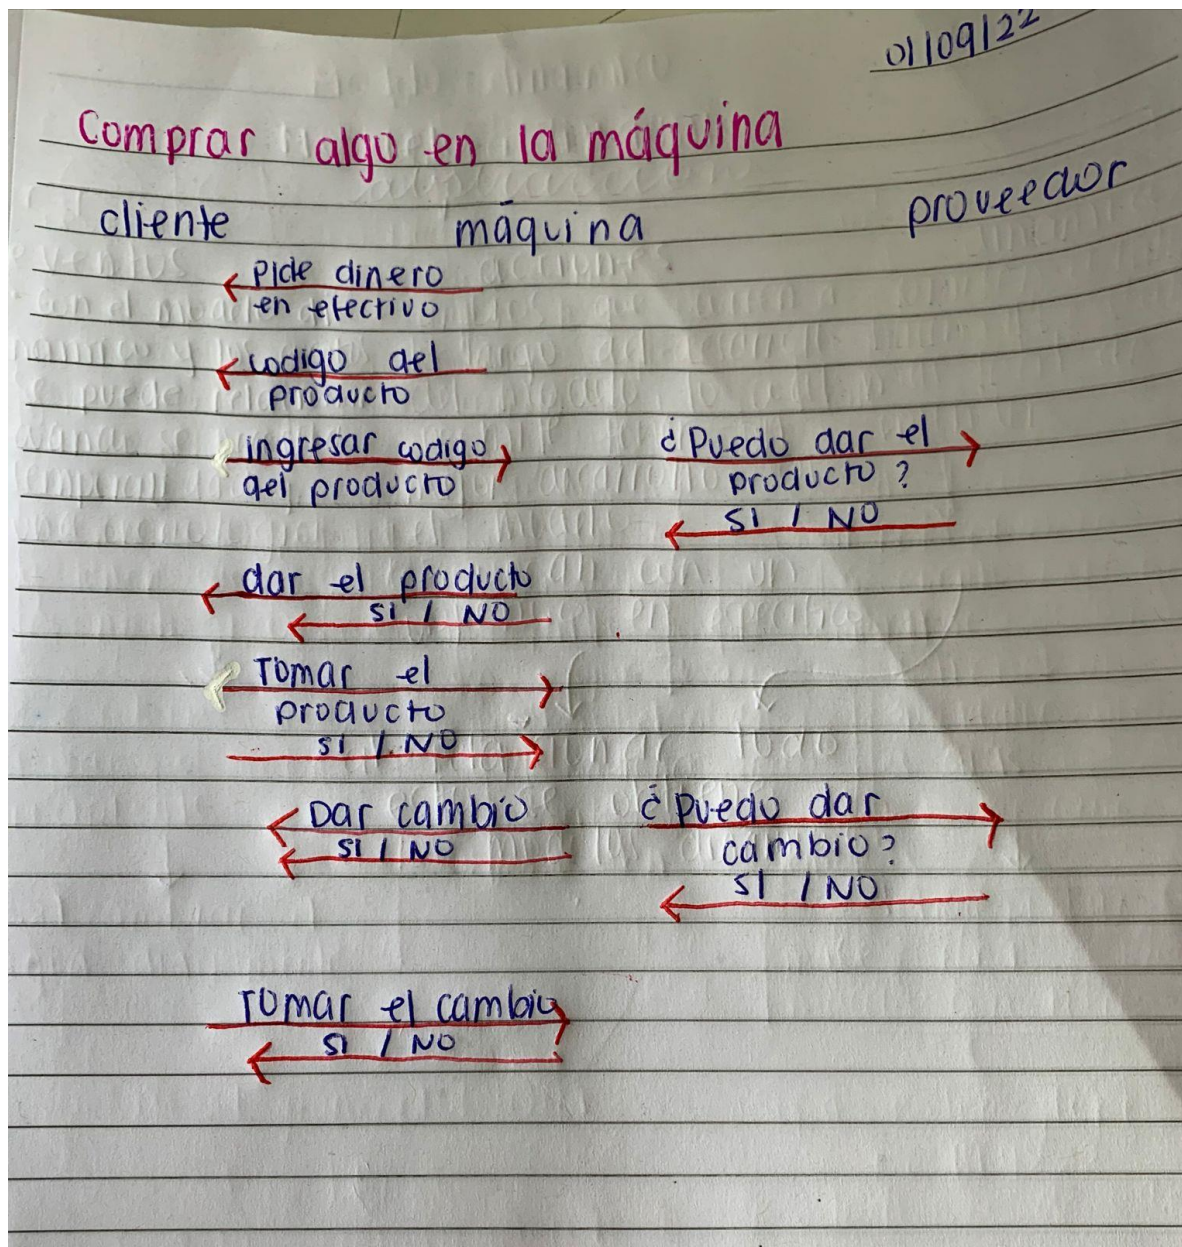 01/09/22
Comprar algo en la máquina
cliente máquina proveedor
Pide dinero
en efectivo
codigo del
producto
ingresar codigo ¿Puedo dar el
del producto producto?
SI / NO
dar el producto
SI / NO
Tomar el
producto
SI / NO
Dar cambio ¿Puedo dar
SI / NO cambio?
SI / NO
Tomar el cambio
SI / NO